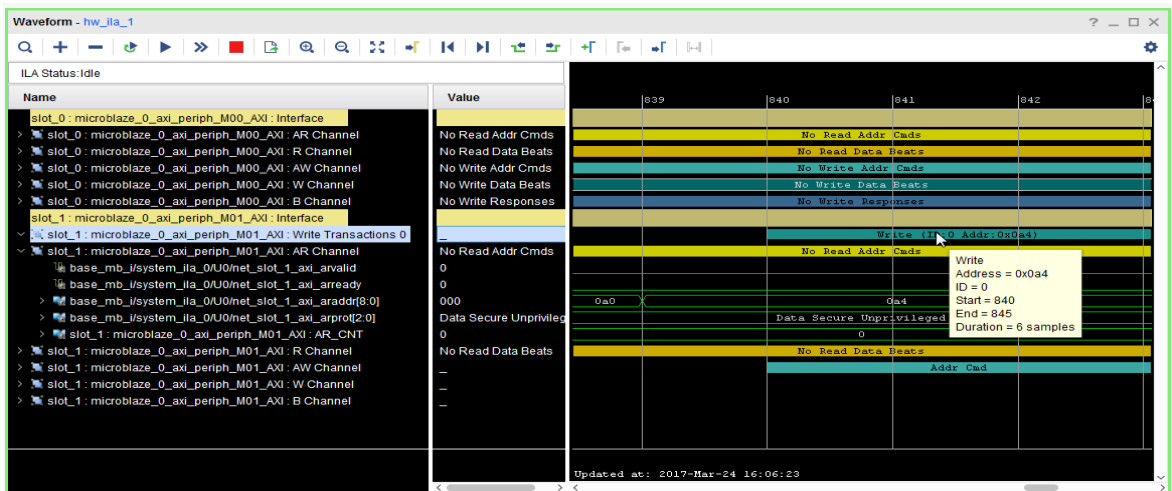 Waveform - hw_ila_1 ? _ □ ×
ILA Status:Idle
Name Value 839 840 841 842 8
slot_0 : microblaze_0_axi_periph_M00_AXI : Interface
slot_0 : microblaze_0_axi_periph_M00_AXI : AR Channel No Read Addr Cmds No Read Addr Cmds
slot_0 : microblaze_0_axi_periph_M00_AXI : R Channel No Read Data Beats No Read Data Beats
slot_0 : microblaze_0_axi_periph_M00_AXI : AW Channel No Write Addr Cmds No Write Addr Cmds
slot_0 : microblaze_0_axi_periph_M00_AXI : W Channel No Write Data Beats No Write Data Beats
slot_0 : microblaze_0_axi_periph_M00_AXI : B Channel No Write Responses No Write Responses
slot_1 : microblaze_0_axi_periph_M01_AXI : Interface
slot_1 : microblaze_0_axi_periph_M01_AXI : Write Transactions 0 _ Write (ID:0 Addr:0x0a4)
slot_1 : microblaze_0_axi_periph_M01_AXI : AR Channel No Read Addr Cmds No Read Addr Cmds
base_mb_i/system_ila_0/U0/net_slot_1_axi_arvalid 0
base_mb_i/system_ila_0/U0/net_slot_1_axi_arready 0
base_mb_i/system_ila_0/U0/net_slot_1_axi_araddr[8:0] 000 0a0 0a4
base_mb_i/system_ila_0/U0/net_slot_1_axi_arprot[2:0] Data Secure Unprivileg Data Secure Unprivileged
slot_1 : microblaze_0_axi_periph_M01_AXI : AR_CNT 0 0
slot_1 : microblaze_0_axi_periph_M01_AXI : R Channel No Read Data Beats No Read Data Beats
slot_1 : microblaze_0_axi_periph_M01_AXI : AW Channel _ Addr Cmd
slot_1 : microblaze_0_axi_periph_M01_AXI : W Channel _
slot_1 : microblaze_0_axi_periph_M01_AXI : B Channel _
Write
Address = 0x0a4
ID = 0
Start = 840
End = 845
Duration = 6 samples
Updated at: 2017-Mar-24 16:06:23